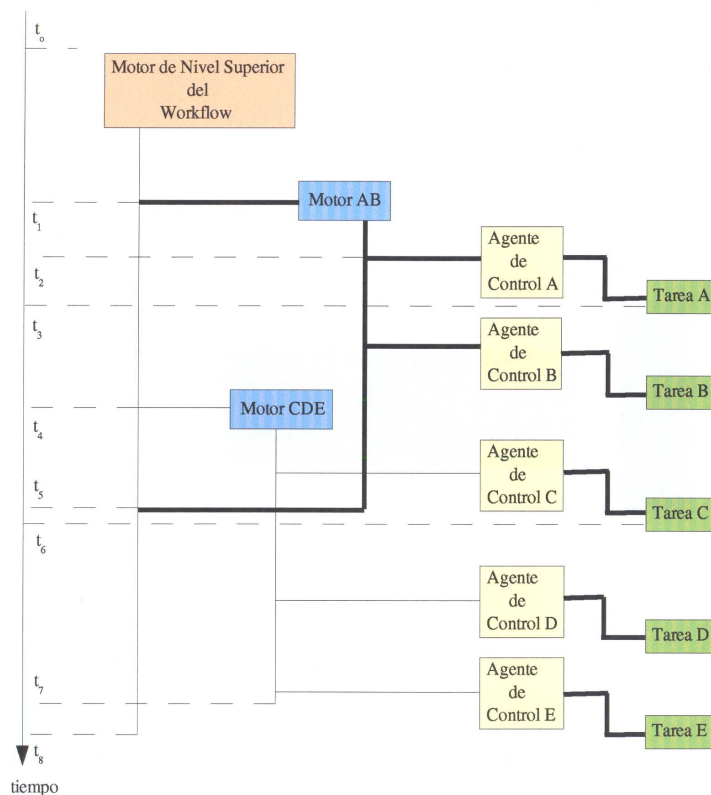 t₀
Motor de Nivel Superior
del
Workflow
Motor AB
t₁
Agente
de
Control A
t₂
Tarea A
t₃
Agente
de
Control B
Tarea B
Motor CDE
t₄
Agente
de
Control C
t₅
Tarea C
t₆
Agente
de
Control D
Tarea D
Agente
de
Control E
t₇
Tarea E
t₈
tiempo